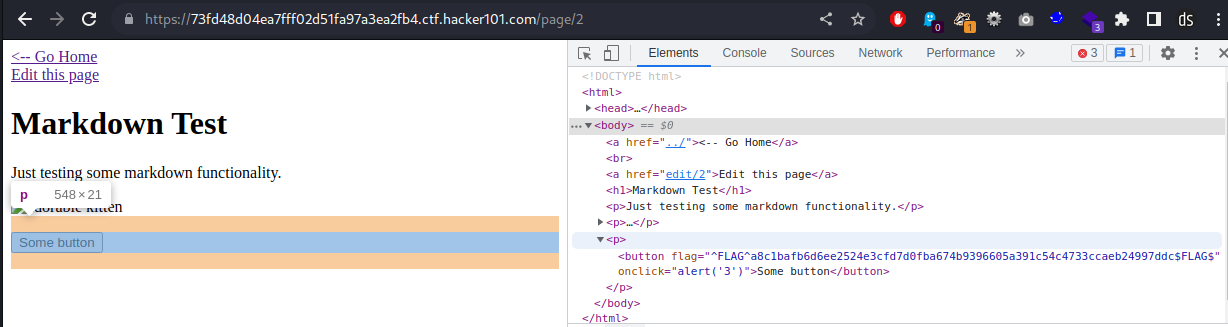 https://73fd48d04ea7fff02d51fa97a3ea2fb4.ctf.hacker101.com/page/2
0
1
3
ds
<-- Go Home
Edit this page
Markdown Test
Just testing some markdown functionality.
p 548 × 21
kitten
Some button
Elements Console Sources Network Performance » 3 1
<!DOCTYPE html>
<html>
<head>…</head>
<body> == $0
<a href="../"><-- Go Home</a>
<br>
<a href="edit/2">Edit this page</a>
<h1>Markdown Test</h1>
<p>Just testing some markdown functionality.</p>
<p>…</p>
<p>
<button flag="^FLAG^a8c1bafb6d6ee2524e3cfd7d0fba674b9396605a391c54c4733ccaeb24997ddc$FLAG$"
onclick="alert('3')">Some button</button>
</p>
</body>
</html>